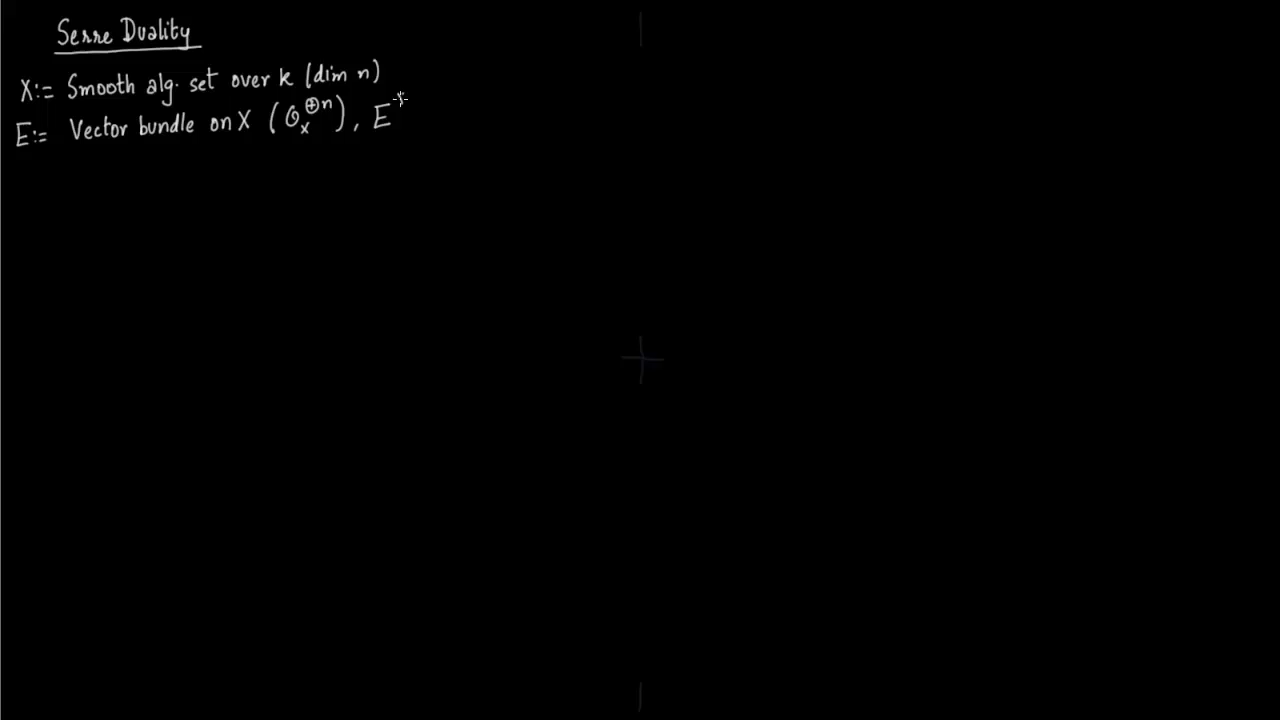 Serre Duality
X:= Smooth alg. set over k (dim n)
E:= Vector bundle on X (O_X^{⊕n}), E^*